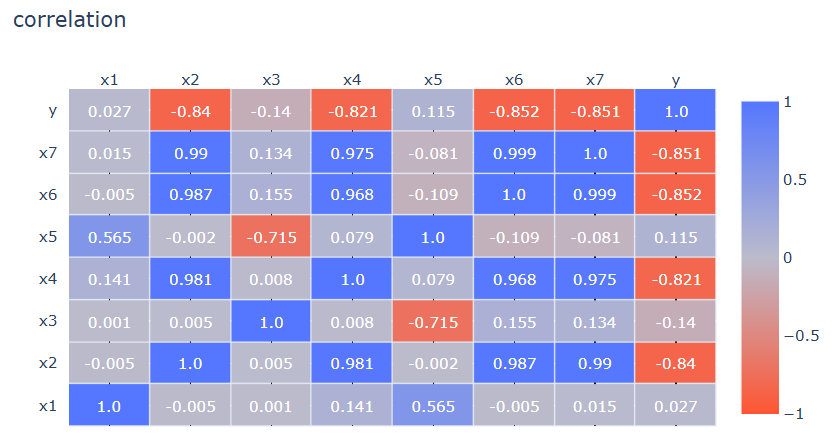 correlation
x1 x2 x3 x4 x5 x6 x7 y
y 0.027 -0.84 -0.14 -0.821 0.115 -0.852 -0.851 1.0
x7 0.015 0.99 0.134 0.975 -0.081 0.999 1.0 -0.851
x6 -0.005 0.987 0.155 0.968 -0.109 1.0 0.999 -0.852
x5 0.565 -0.002 -0.715 0.079 1.0 -0.109 -0.081 0.115
x4 0.141 0.981 0.008 1.0 0.079 0.968 0.975 -0.821
x3 0.001 0.005 1.0 0.008 -0.715 0.155 0.134 -0.14
x2 -0.005 1.0 0.005 0.981 -0.002 0.987 0.99 -0.84
x1 1.0 -0.005 0.001 0.141 0.565 -0.005 0.015 0.027
1
0.5
0
−0.5
−1